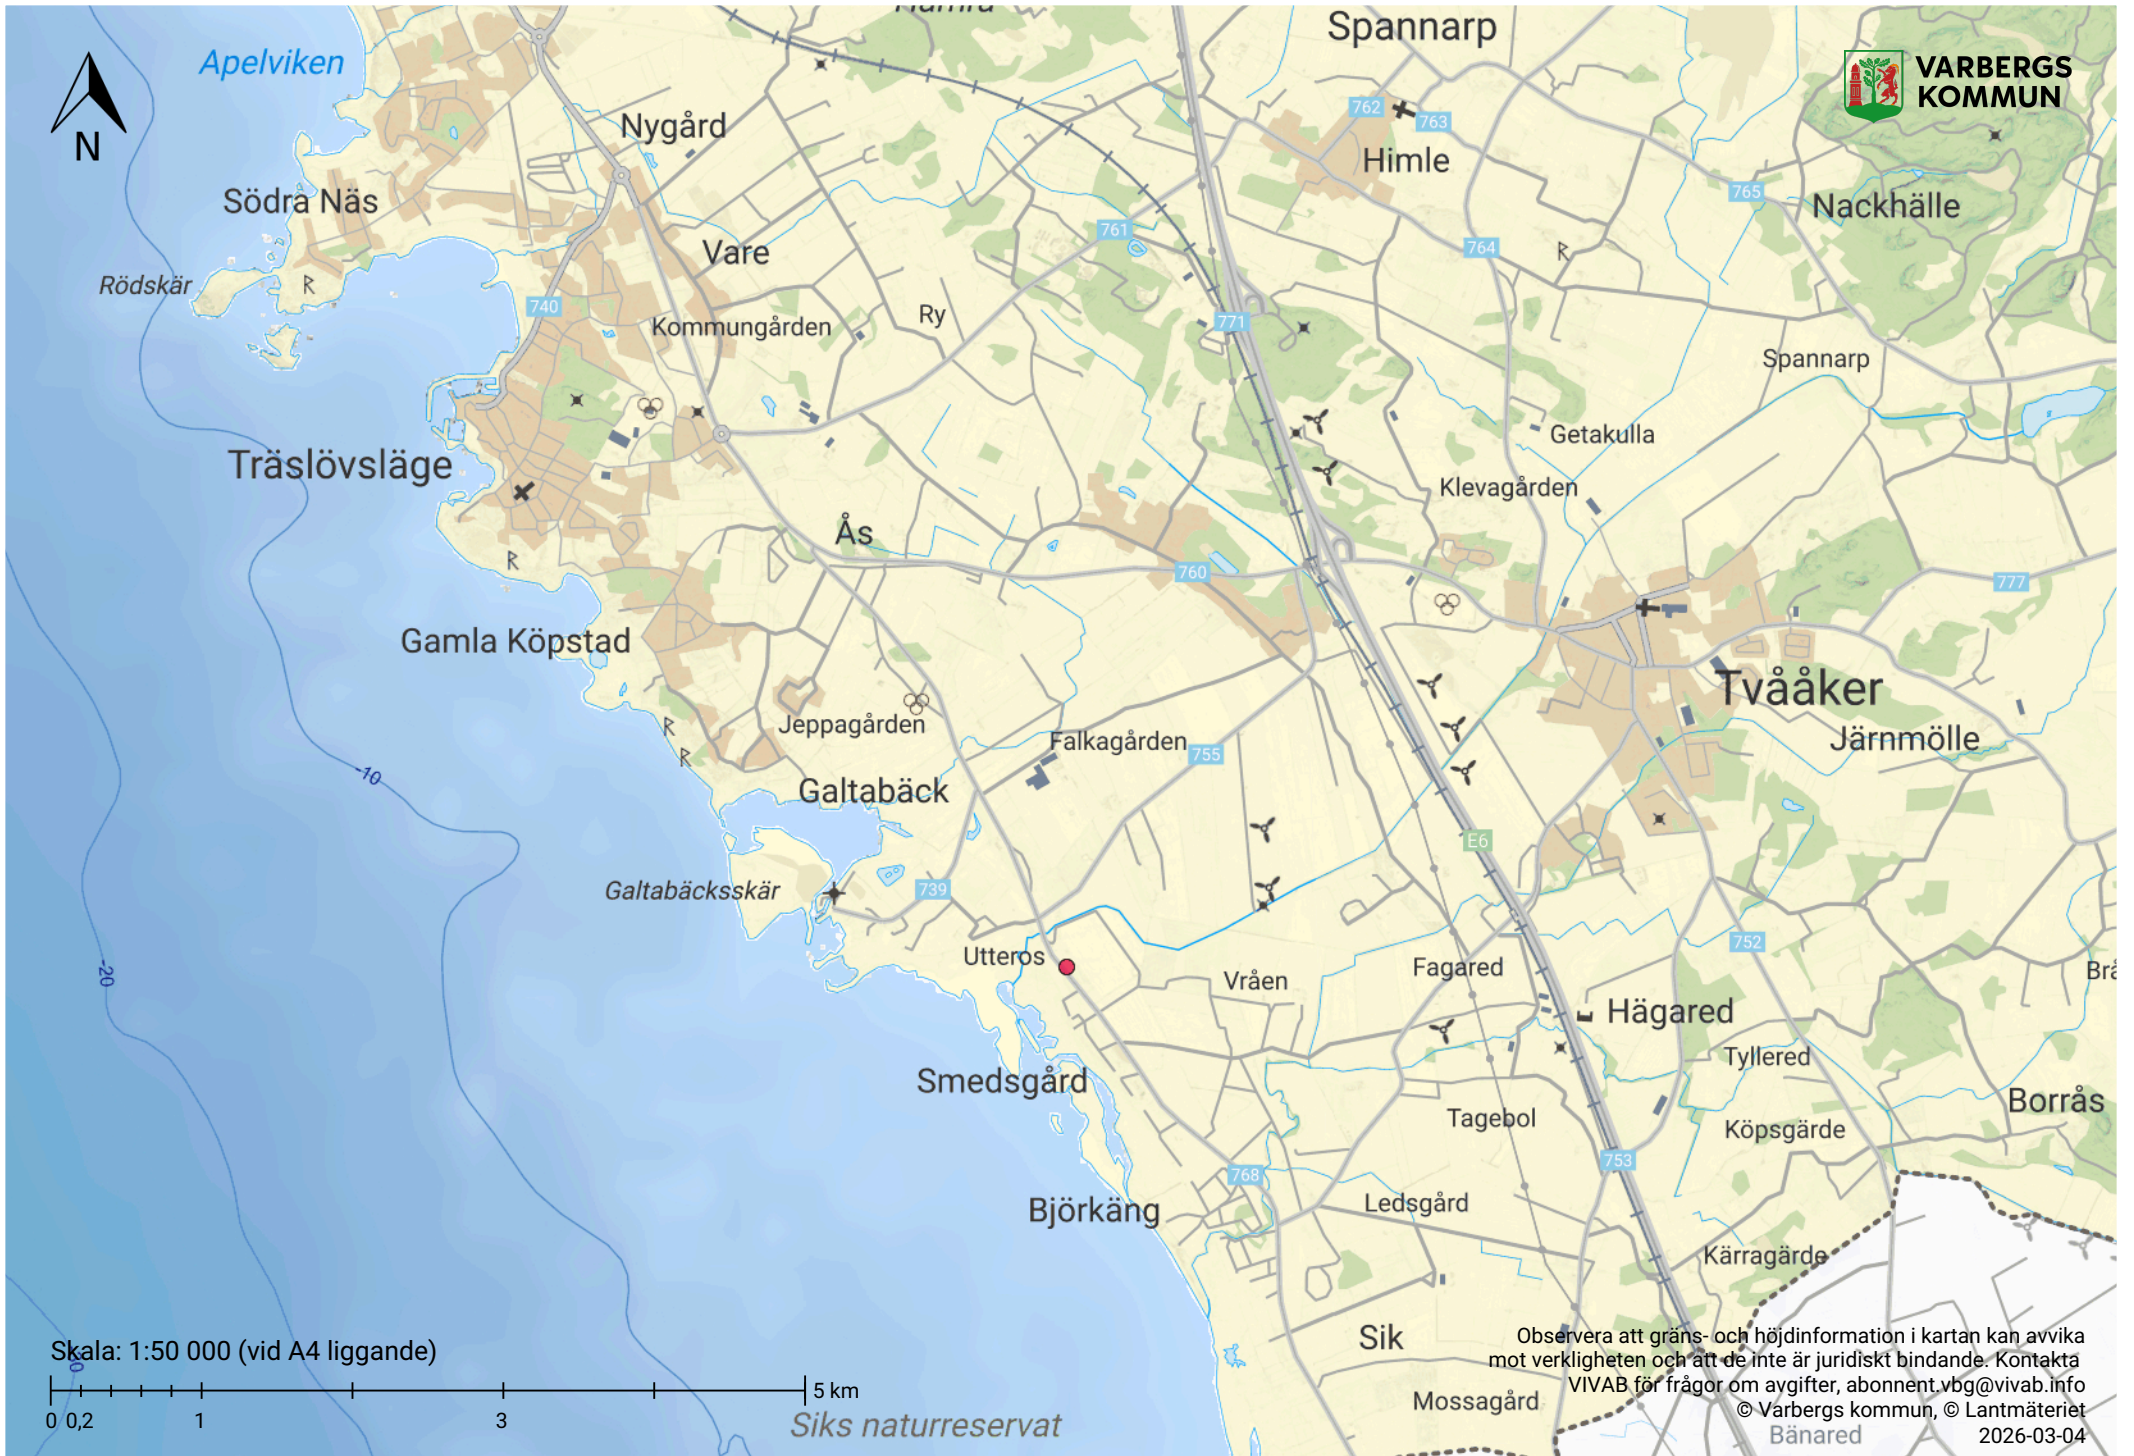 Hamra
Spannarp
Apelviken
VARBERGS
KOMMUN
N
Nygård
762
763
Himle
765
Nackhälle
Södra Näs
761
764
Vare
Rödskär
740
Kommungården
Ry
771
Spannarp
Getakulla
Träslövsläge
Klevagården
Ås
760
777
Gamla Köpstad
Tvååker
Jeppagården
Falkagården
755
Järnmölle
-10
Galtabäck
E6
Galtabäcksskär
739
752
Utteros
-20
Vråen
Fagared
Brå
Hägared
Tyllered
Smedsgård
Borrås
Tagebol
Köpsgärde
753
768
Ledsgård
Björkäng
Kärragärde
Sik
Skala: 1:50 000 (vid A4 liggande)
-30
5 km
0 0,2 1 3
Siks naturreservat
Mossagård
Observera att gräns- och höjdinformation i kartan kan avvika
mot verkligheten och att de inte är juridiskt bindande. Kontakta
VIVAB för frågor om avgifter, abonnent.vbg@vivab.info
© Varbergs kommun, © Lantmäteriet
Bänared
2026-03-04